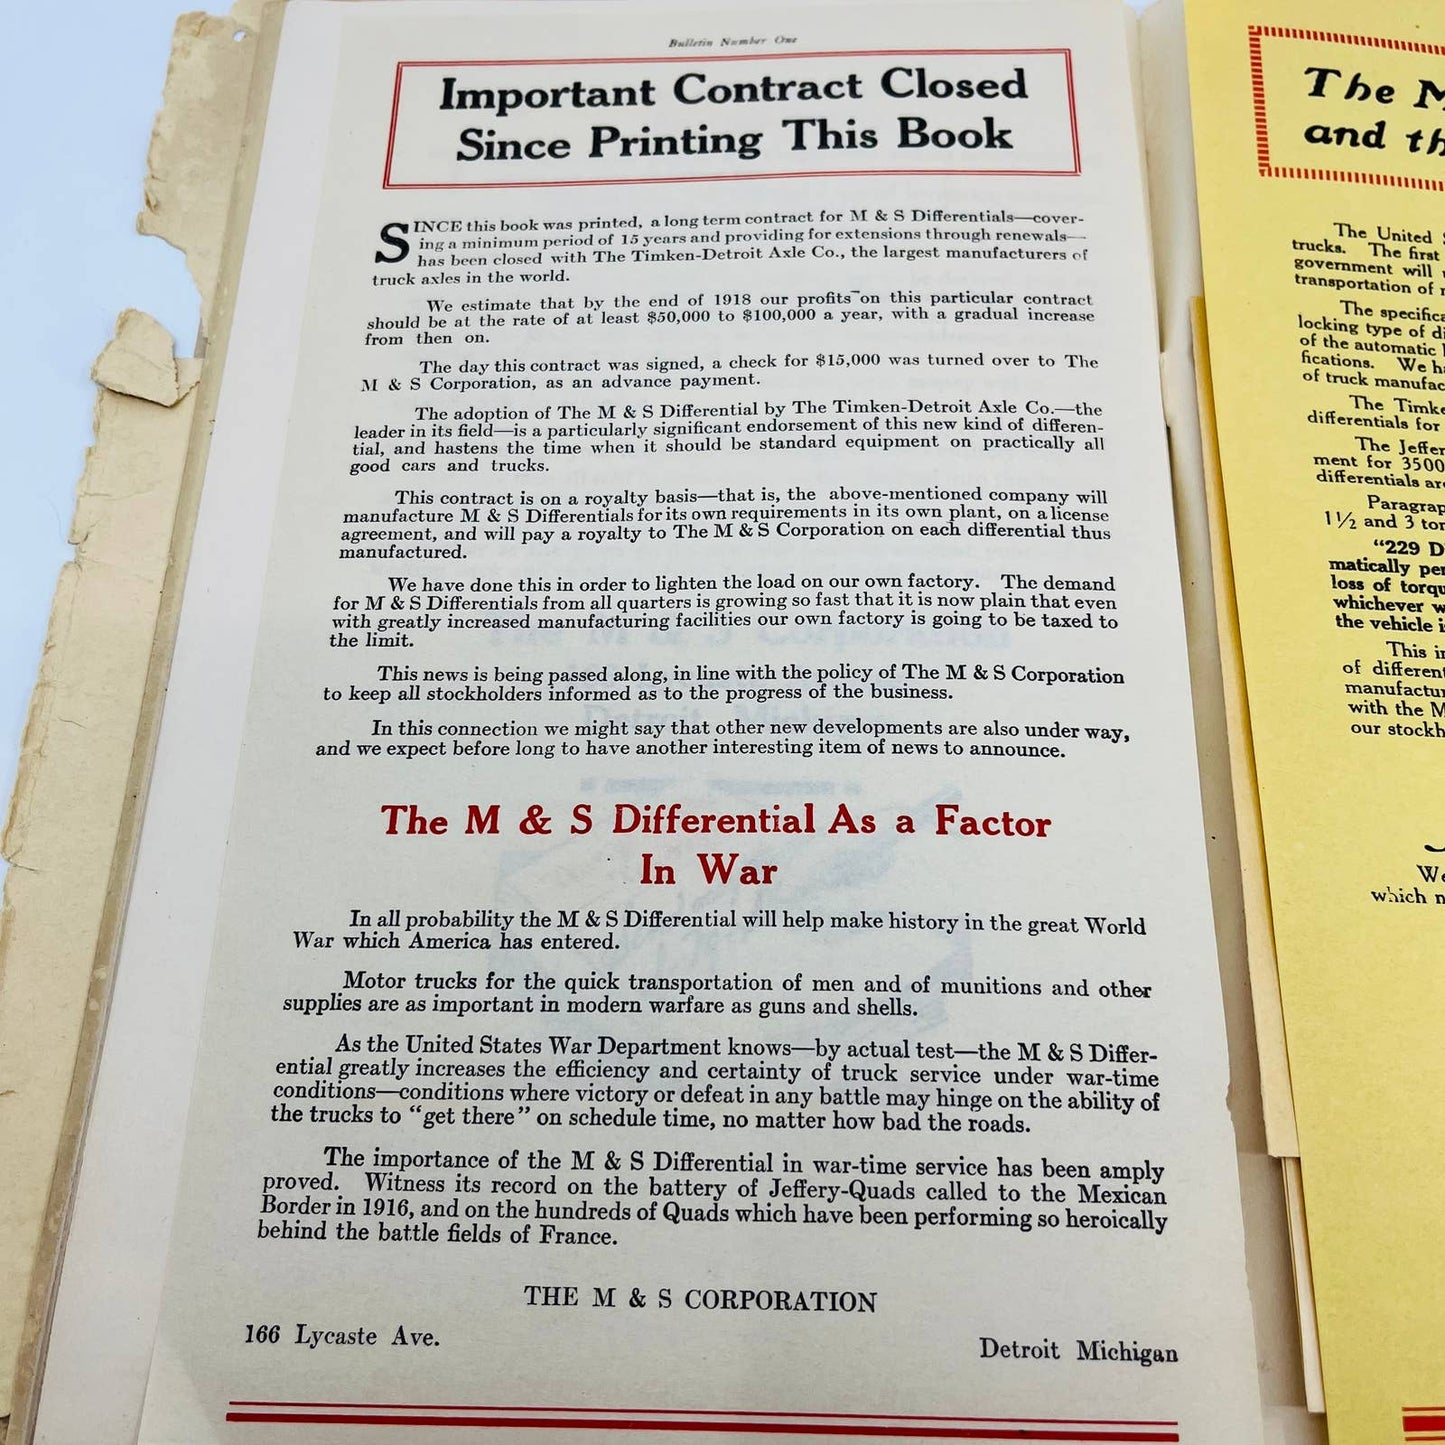 Bulletin Number One
Important Contract Closed
Since Printing This Book
SINCE this book was printed, a long term contract for M & S Differentials—cover-
ing a minimum period of 15 years and providing for extensions through renewals—
has been closed with The Timken-Detroit Axle Co., the largest manufacturers of
truck axles in the world.
We estimate that by the end of 1918 our profits on this particular contract
should be at the rate of at least $50,000 to $100,000 a year, with a gradual increase
from then on.
The day this contract was signed, a check for $15,000 was turned over to The
M & S Corporation, as an advance payment.
The adoption of The M & S Differential by The Timken-Detroit Axle Co.—the
leader in its field—is a particularly significant endorsement of this new kind of differen-
tial, and hastens the time when it should be standard equipment on practically all
good cars and trucks.
This contract is on a royalty basis—that is, the above-mentioned company will
manufacture M & S Differentials for its own requirements in its own plant, on a license
agreement, and will pay a royalty to The M & S Corporation on each differential thus
manufactured.
We have done this in order to lighten the load on our own factory. The demand
for M & S Differentials from all quarters is growing so fast that it is now plain that even
with greatly increased manufacturing facilities our own factory is going to be taxed to
the limit.
This news is being passed along, in line with the policy of The M & S Corporation
to keep all stockholders informed as to the progress of the business.
In this connection we might say that other new developments are also under way,
and we expect before long to have another interesting item of news to announce.
The M & S Differential As a Factor
In War
In all probability the M & S Differential will help make history in the great World
War which America has entered.
Motor trucks for the quick transportation of men and of munitions and other
supplies are as important in modern warfare as guns and shells.
As the United States War Department knows—by actual test—the M & S Differ-
ential greatly increases the efficiency and certainty of truck service under war-time
conditions—conditions where victory or defeat in any battle may hinge on the ability of
the trucks to "get there" on schedule time, no matter how bad the roads.
The importance of the M & S Differential in war-time service has been amply
proved. Witness its record on the battery of Jeffery-Quads called to the Mexican
Border in 1916, and on the hundreds of Quads which have been performing so heroically
behind the battle fields of France.
THE M & S CORPORATION
166 Lycaste Ave.
Detroit Michigan
The M
and th
The United
trucks. The first
government will
transportation of
The specifica
locking type of di
of the automatic
fications. We ha
of truck manufac
The Timke
differentials for
The Jeffer
ment for 3500
differentials are
Paragrap
1½ and 3 ton
"229 D
matically per
loss of torqu
whichever w
the vehicle i
This in
of different
manufactur
with the M
our stockh
We
which n